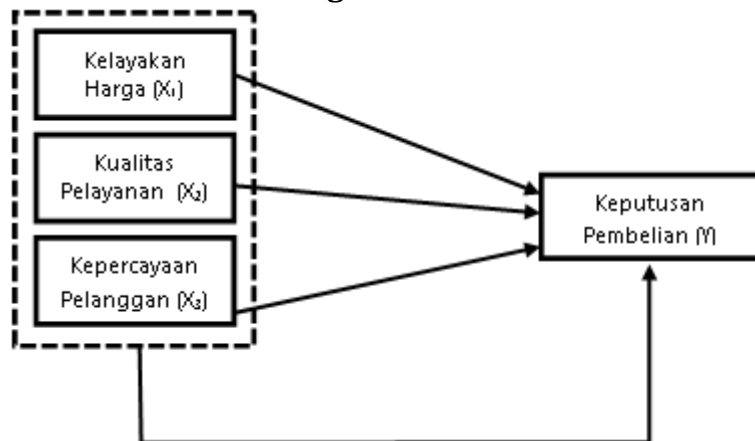 Kelayakan
Harga (X₁)
Kualitas
Pelayanan (X₂)
Kepercayaan
Pelanggan (X₃)
Keputusan
Pembelian (Y)